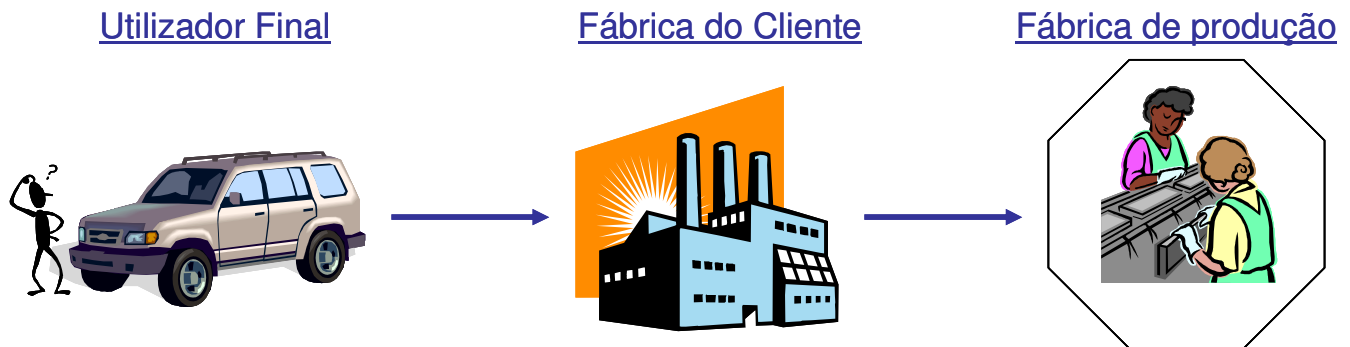 Utilizador Final
Fábrica do Cliente
Fábrica de produção
?